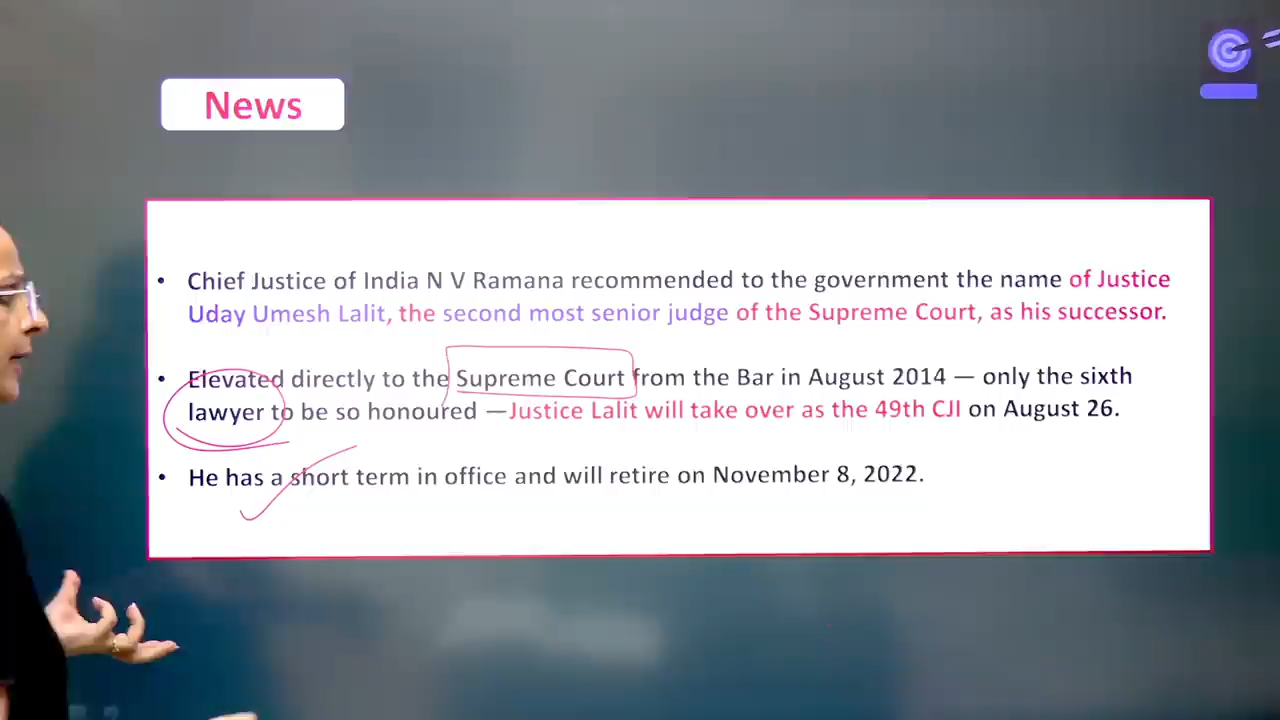 News
• Chief Justice of India N V Ramana recommended to the government the name of Justice
Uday Umesh Lalit, the second most senior judge of the Supreme Court, as his successor.
• Elevated directly to the Supreme Court from the Bar in August 2014 — only the sixth
lawyer to be so honoured —Justice Lalit will take over as the 49th CJI on August 26.
• He has a short term in office and will retire on November 8, 2022.